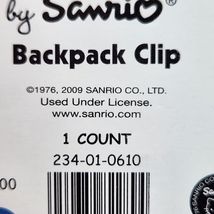 by Sanrio®
Backpack Clip
©1976, 2009 SANRIO CO., LTD.
Used Under License.
www.sanrio.com
1 COUNT
234-01-0610
00